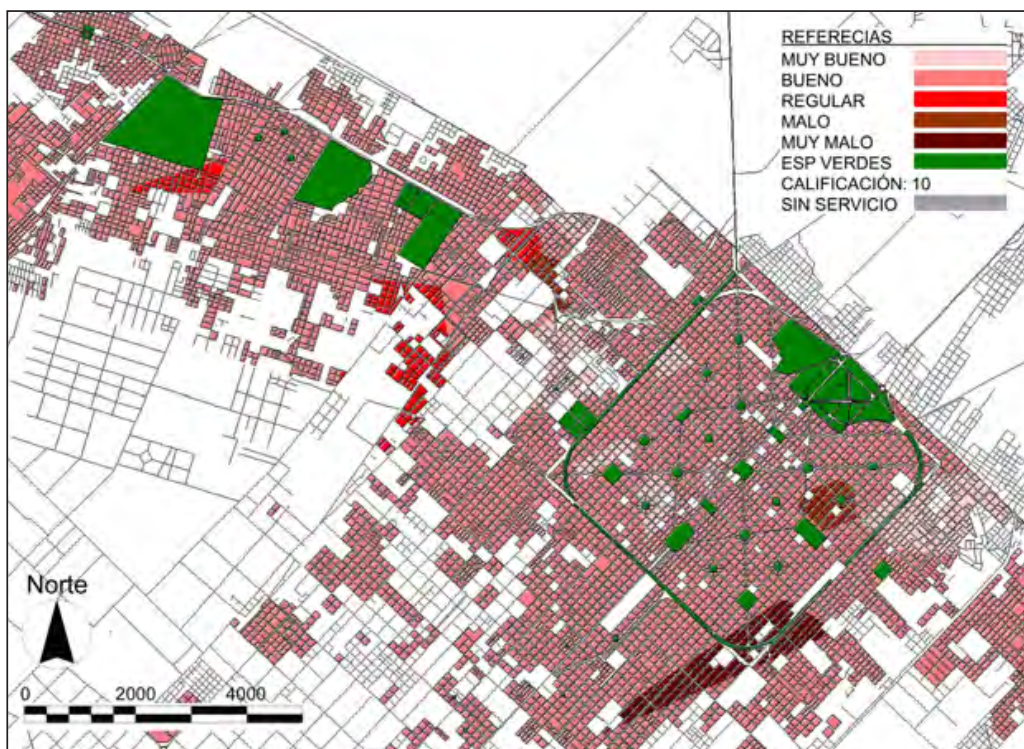 REFERECIAS
MUY BUENO
BUENO
REGULAR
MALO
MUY MALO
ESP VERDES
CALIFICACIÓN: 10
SIN SERVICIO
Norte
0 2000 4000